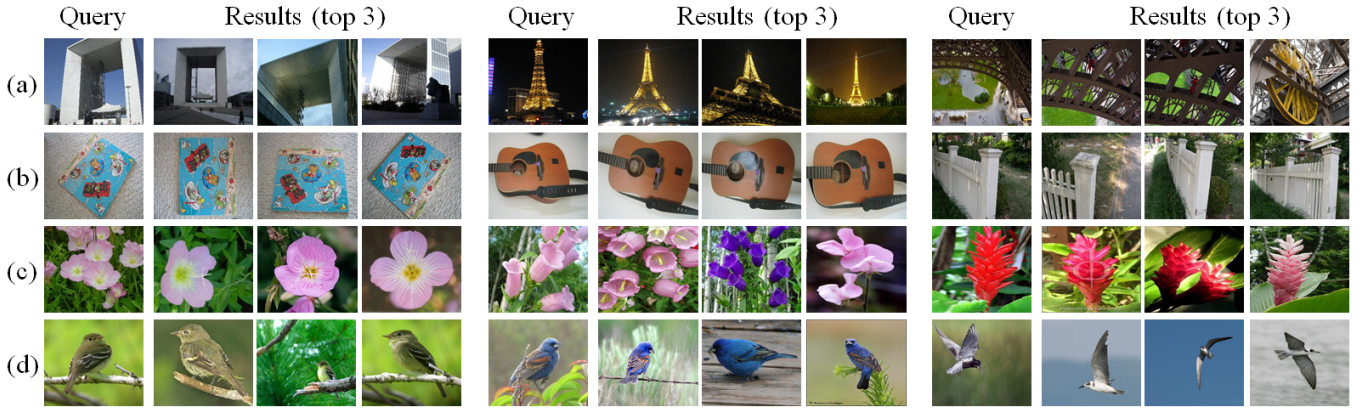 Query Results (top 3) Query Results (top 3) Query Results (top 3)
(a)
(b)
(c)
(d)